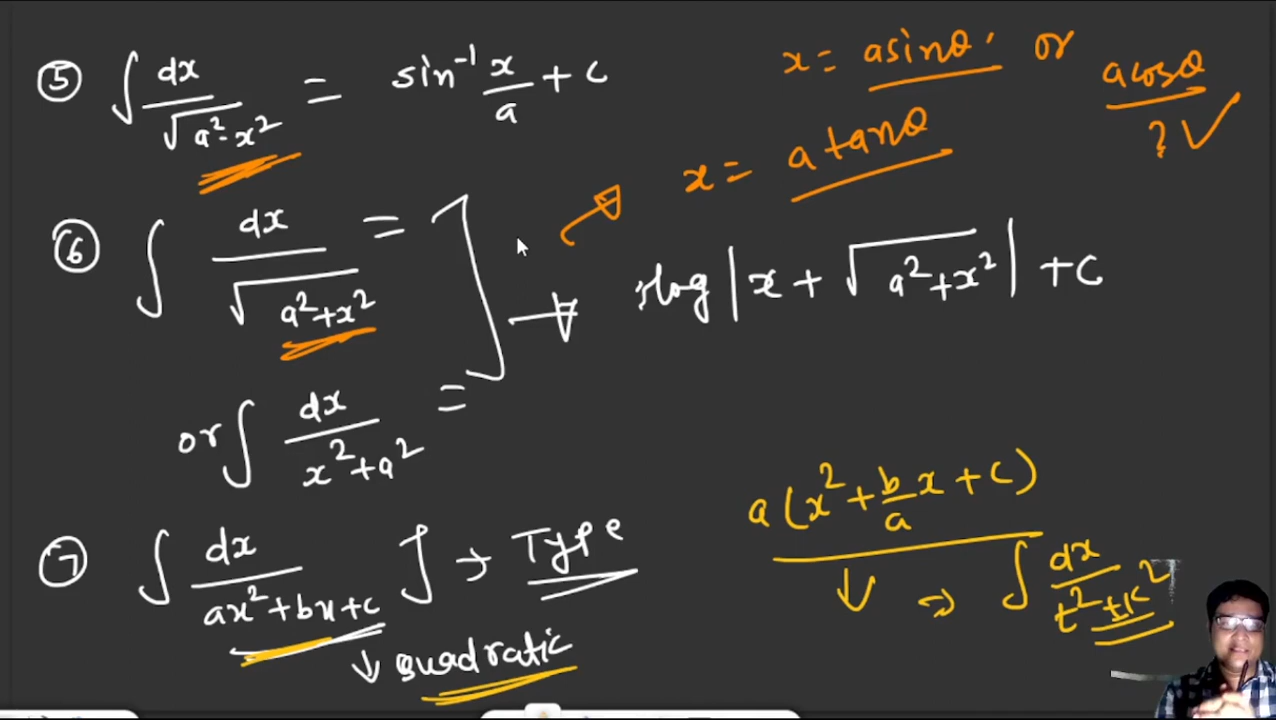 ⑤ ∫ dx/√(a²-x²) = sin⁻¹ x/a + c
x = a sinθ, or a cosθ ? ✓
x = a tanθ
⑥ ∫ dx/√(a²+x²) =
log |x + √(a²+x²)| + c
or ∫ dx/(x²+a²) =
a(x² + b/a x + c)
⑦ ∫ dx/(ax²+bx+c) ] → Type
↓ ⇒ ∫ dx/(t² ± k²)
↓ quadratic